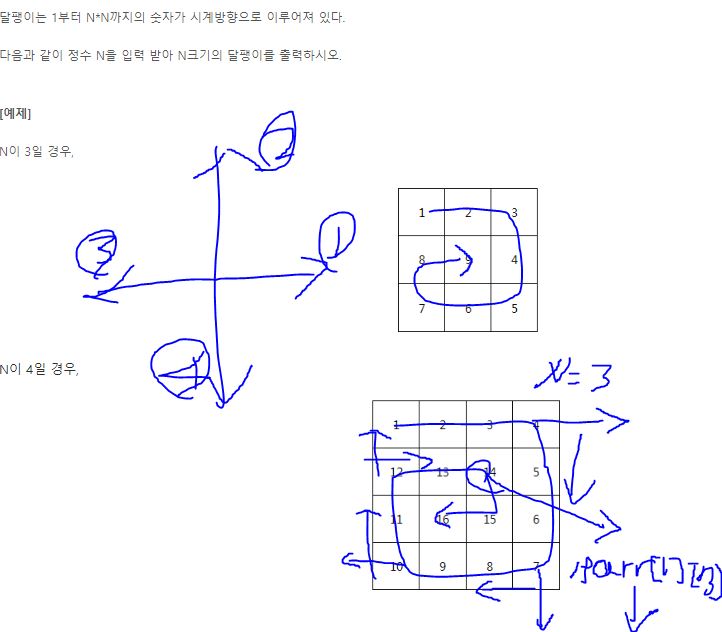 달팽이는 1부터 N*N까지의 숫자가 시계방향으로 이루어져 있다.
다음과 같이 정수 N을 입력 받아 N크기의 달팽이를 출력하시오.
[예제]
N이 3일 경우,
2
3
1
4
1 2 3
8 9 4
7 6 5
N이 4일 경우,
N=3
1 2 3 4
12 13 14 5
11 16 15 6
10 9 8 7